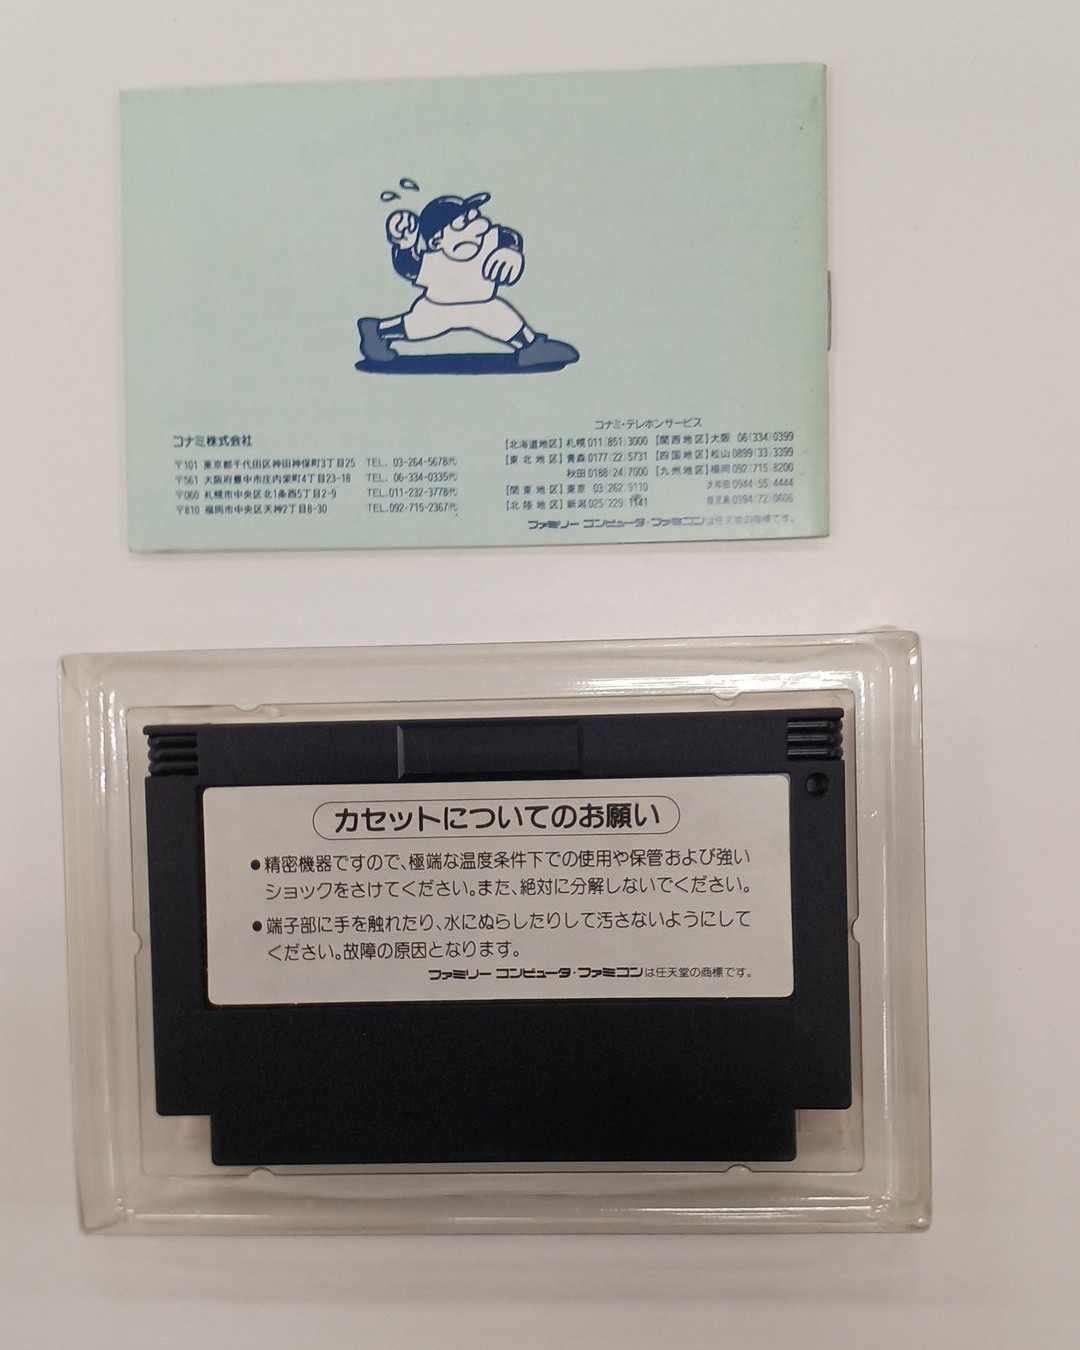 コナミ株式会社
〒101 東京都千代田区神田神保町3丁目25 TEL. 03-264-5678㈹
〒561 大阪府豊中市庄内栄町4丁目23-18 TEL. 06-334-0335㈹
〒060 札幌市中央区北1条西5丁目2-9 TEL.011-232-3778㈹
〒810 福岡市中央区天神2丁目8-30 TEL.092-715-2367㈹
コナミ・テレホンサービス
【北海道地区】札幌 011(851)3000 【関西地区】大阪 06(334)0399
【東北地区】青森 0177(22)5731 【四国地区】松山 0899(33)3399
秋田 0188(24)7000 【九州地区】福岡 092(715)8200
【関東地区】東京 03(262)9110 大牟田 0944(55)4444
【北陸地区】新潟 025(229)1141 鹿児島 0994(72)0606
ファミリー コンピュータ・ファミコンは任天堂の商標です。
カセットについてのお願い
●精密機器ですので、極端な温度条件下での使用や保管および強い
ショックをさけてください。また、絶対に分解しないでください。
●端子部に手を触れたり、水にぬらしたりして汚さないようにして
ください。故障の原因となります。
ファミリー コンピュータ・ファミコンは任天堂の商標です。